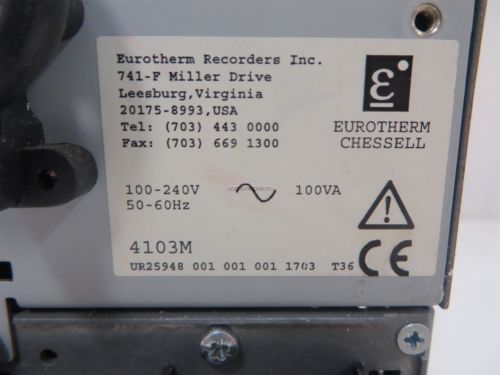 Eurotherm Recorders Inc.
741-F Miller Drive
Leesburg,Virginia
20175-8993,USA
Tel: (703) 443 0000
Fax: (703) 669 1300
EUROTHERM
CHESSELL
100-240V 100VA
50-60Hz
4103M
CE
UR25948 001 001 001 1703 T36